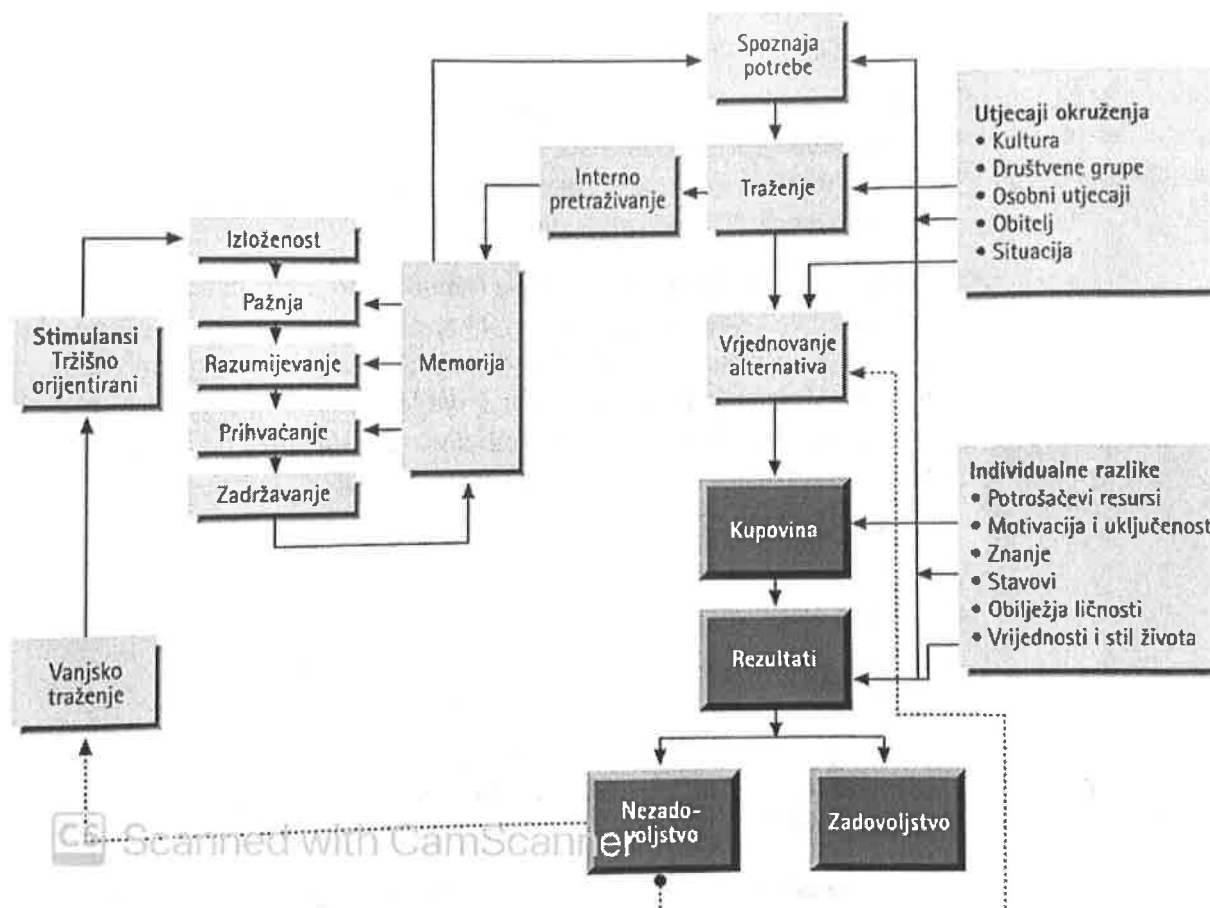 Spoznaja
potrebe
Utjecaji okruženja
• Kultura
• Društvene grupe
• Osobni utjecaji
• Obitelj
• Situacija
Interno
pretraživanje
Traženje
Izloženost
Pažnja
Razumijevanje
Prihvaćanje
Zadržavanje
Memorija
Stimulansi
Tržišno
orijentirani
Vrjednovanje
alternativa
Individualne razlike
• Potrošačevi resursi
• Motivacija i uključenost
• Znanje
• Stavovi
• Obilježja ličnosti
• Vrijednosti i stil života
Kupovina
Rezultati
Vanjsko
traženje
Nezado-
voljstvo
Zadovoljstvo
CS Scanned with CamScanner